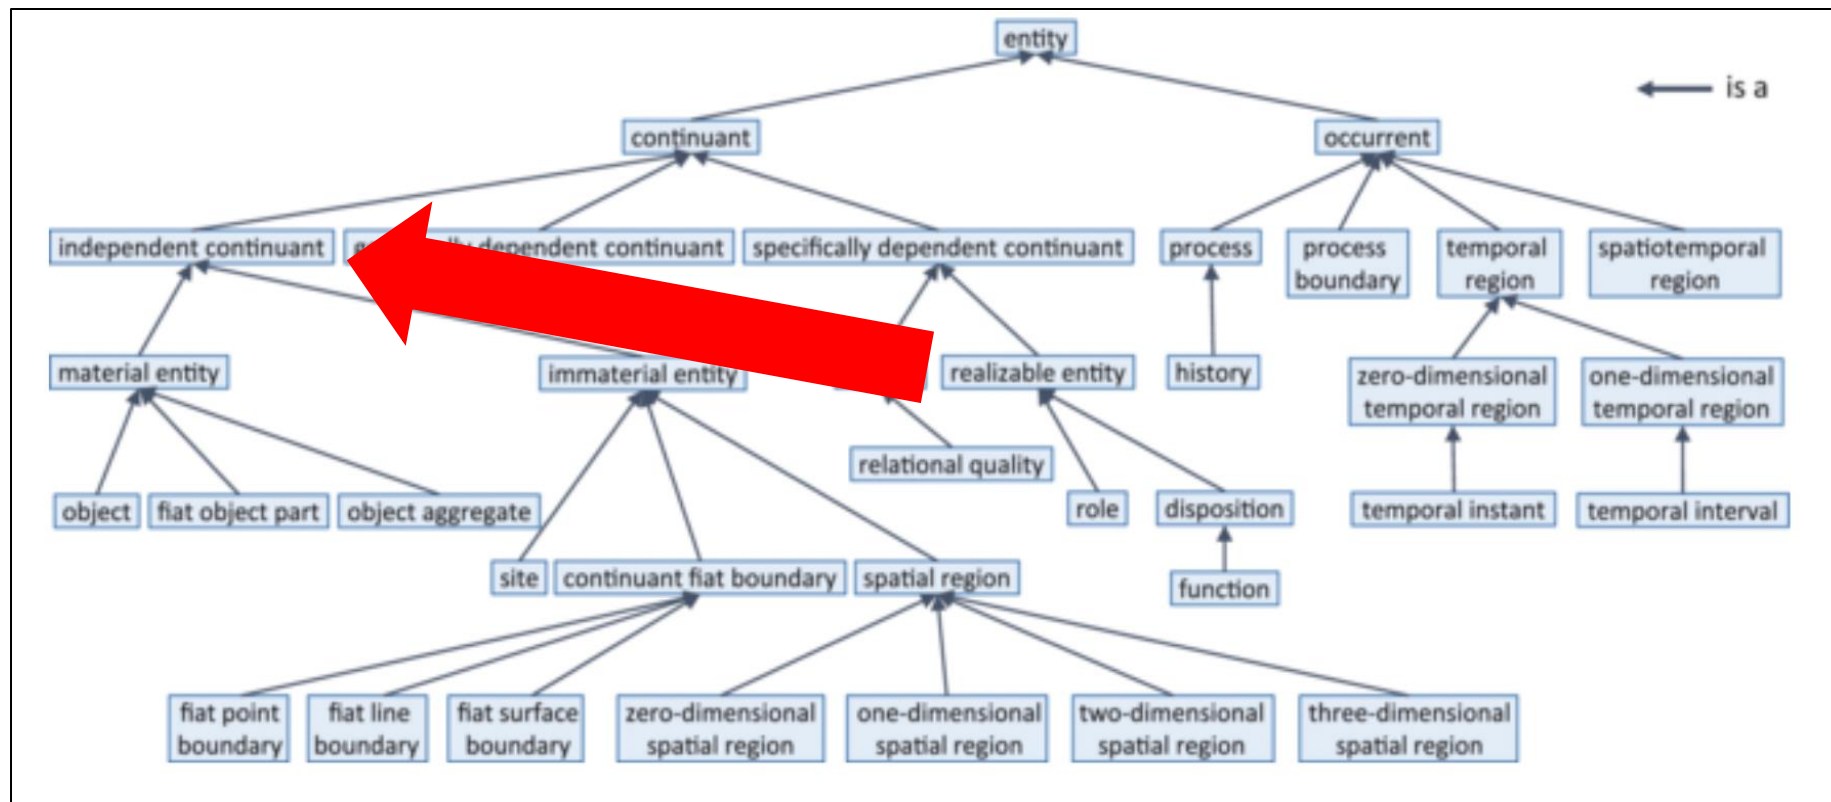 entity
is a
continuant
occurrent
independent continuant
dependent continuant
specifically dependent continuant
process
process
boundary
temporal
region
spatiotemporal
region
material entity
immaterial entity
realizable entity
history
zero-dimensional
temporal region
one-dimensional
temporal region
relational quality
object
fiat object part
object aggregate
role
disposition
temporal instant
temporal interval
site
continuant fiat boundary
spatial region
function
fiat point
boundary
fiat line
boundary
fiat surface
boundary
zero-dimensional
spatial region
one-dimensional
spatial region
two-dimensional
spatial region
three-dimensional
spatial region